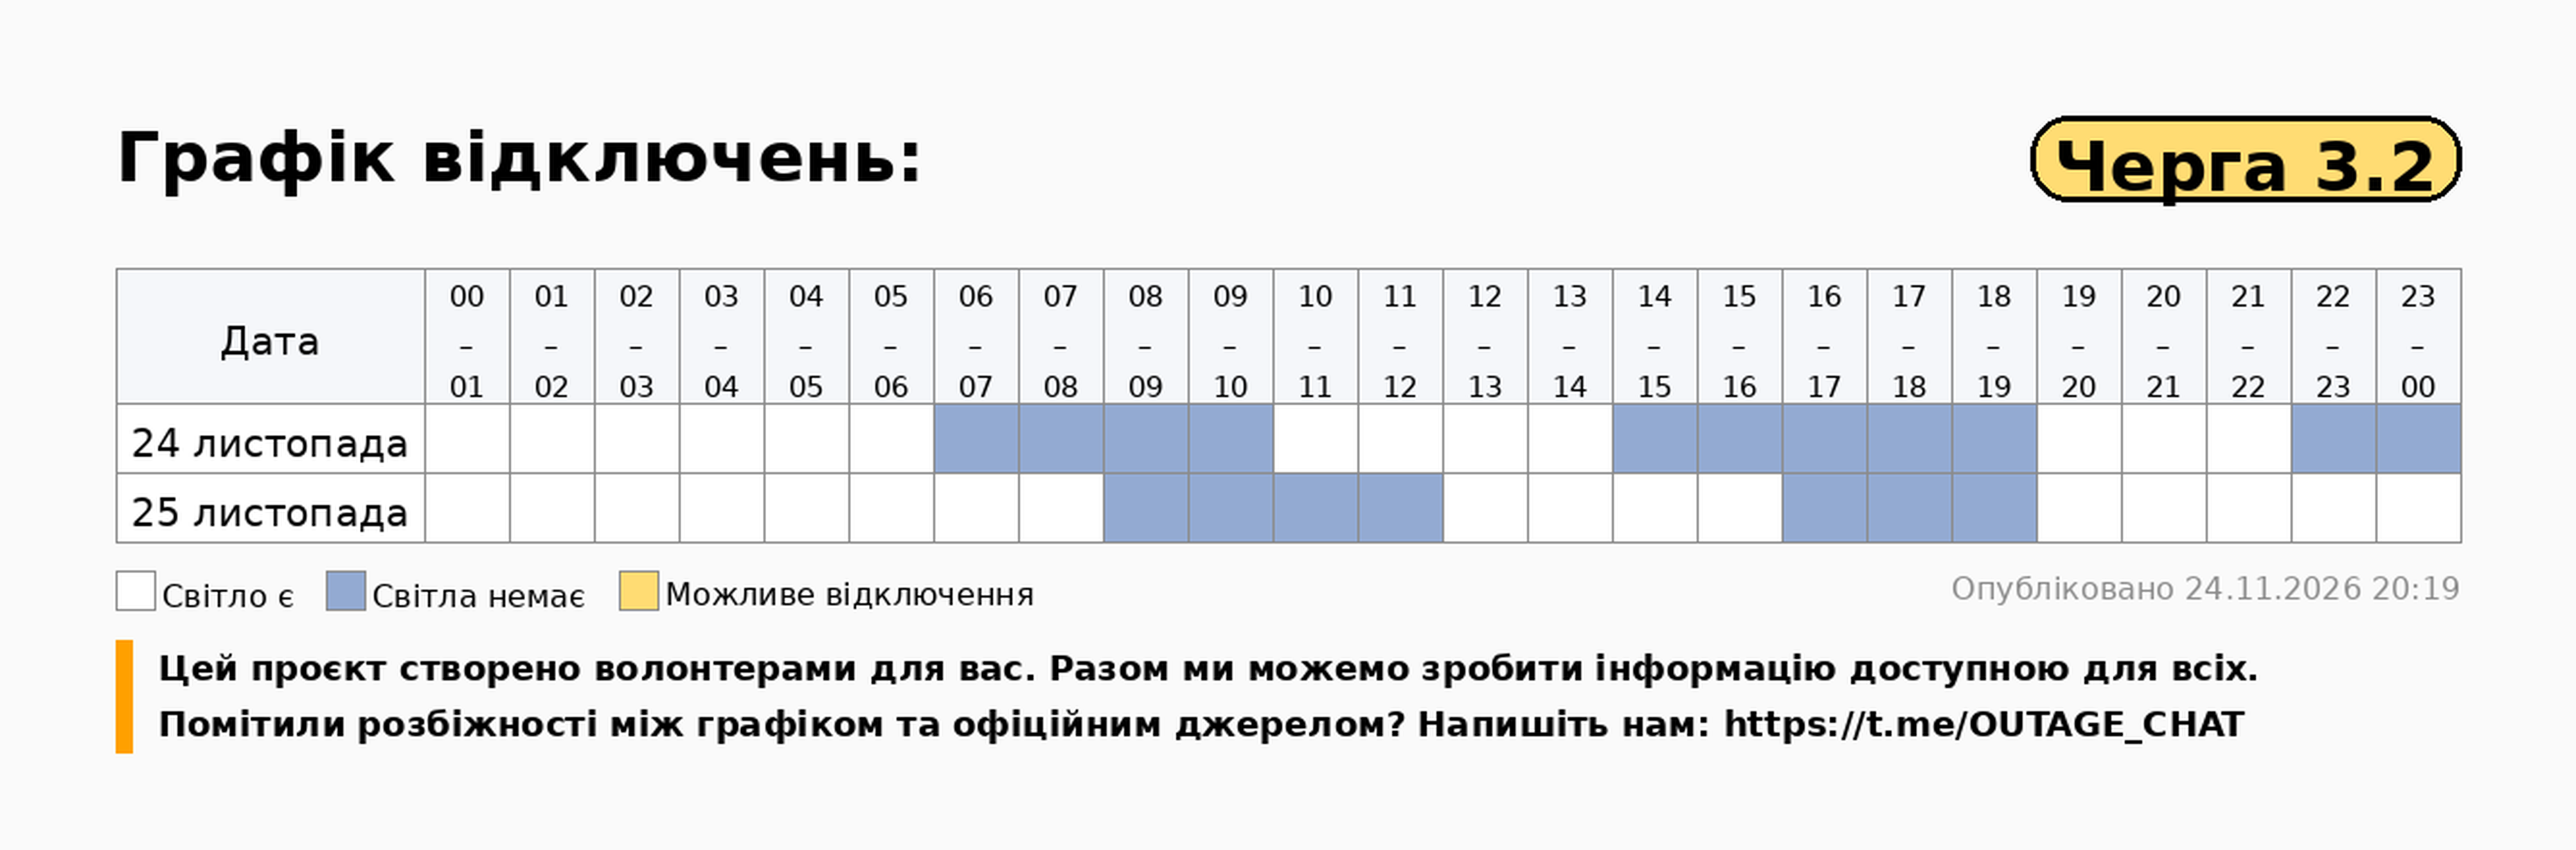 Графік відключень:
Черга 3.2
Дата 00 – 01 01 – 02 02 – 03 03 – 04 04 – 05 05 – 06 06 – 07 07 – 08 08 – 09 09 – 10 10 – 11 11 – 12 12 – 13 13 – 14 14 – 15 15 – 16 16 – 17 17 – 18 18 – 19 19 – 20 20 – 21 21 – 22 22 – 23 23 – 00
24 листопада
25 листопада
Світло є Світла немає Можливе відключення
Опубліковано 24.11.2026 20:19
Цей проєкт створено волонтерами для вас. Разом ми можемо зробити інформацію доступною для всіх.
Помітили розбіжності між графіком та офіційним джерелом? Напишіть нам: https://t.me/OUTAGE_CHAT